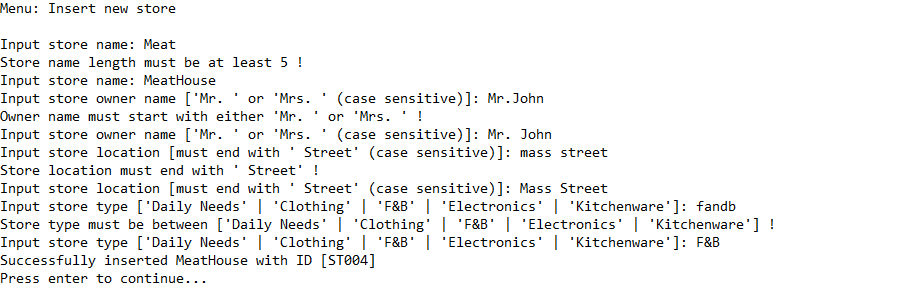 Menu: Insert new store
Input store name: Meat
Store name length must be at least 5 !
Input store name: MeatHouse
Input store owner name ['Mr. ' or 'Mrs. ' (case sensitive)]: Mr.John
Owner name must start with either 'Mr. ' or 'Mrs. ' !
Input store owner name ['Mr. ' or 'Mrs. ' (case sensitive)]: Mr. John
Input store location [must end with ' Street' (case sensitive)]: mass street
Store location must end with ' Street' !
Input store location [must end with ' Street' (case sensitive)]: Mass Street
Input store type ['Daily Needs' | 'Clothing' | 'F&B' | 'Electronics' | 'Kitchenware']: fandb
Store type must be between ['Daily Needs' | 'Clothing' | 'F&B' | 'Electronics' | 'Kitchenware'] !
Input store type ['Daily Needs' | 'Clothing' | 'F&B' | 'Electronics' | 'Kitchenware']: F&B
Successfully inserted MeatHouse with ID [ST004]
Press enter to continue...